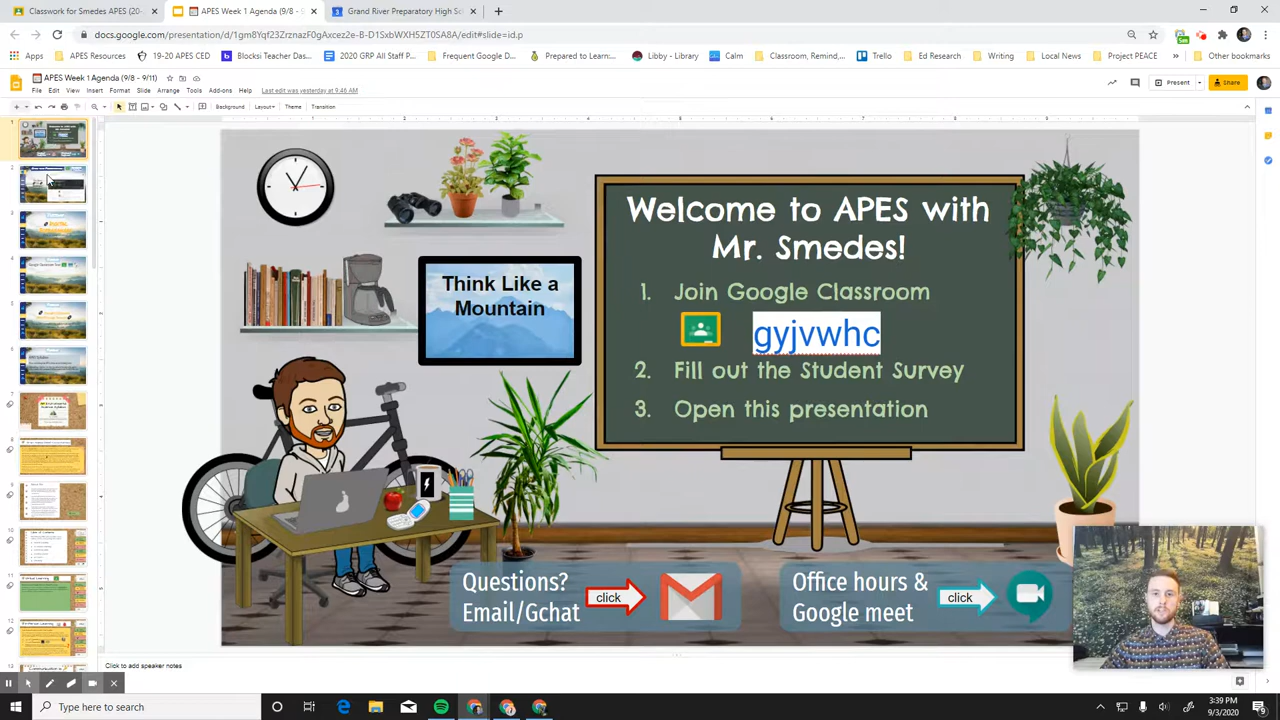 Classwork for Smedes APES (20-
APES Week 1 Agenda (9/8 -
Grand River Preparatory High Sc
docs.google.com/presentation/d/1gm8Yqf23ZrznazF0gAxcez2e-B-D1SxbWXH5ZT0SA8A/edit#slide=id.p
Apps
APES Resources
19-20 APES CED
Blocksi Teacher Das...
2020 GRP All Staff P...
Frequent Google D...
Prepared to Learn:...
Libby - Library
Calm
Classroom, Remind,...
Trello
Ed Research
Writing
Local News
Project PEACE
Other bookmarks
APES Week 1 Agenda (9/8 - 9/11)
File Edit View Insert Format Slide Arrange Tools Add-ons Help
Last edit was yesterday at 9:46 AM
Present
Share
Background Layout Theme Transition
Think Like a
Mountain
Welcome to APES with
Mr. Smedes!
1. Join Google Classroom
gyjvwhc
2. Fill out the Student Survey
3. Open this presentation
Questions?
Email/Gchat
click
Office hours &
Google meet
click
Click to add speaker notes
Type here to search
3:39 PM
9/3/2020